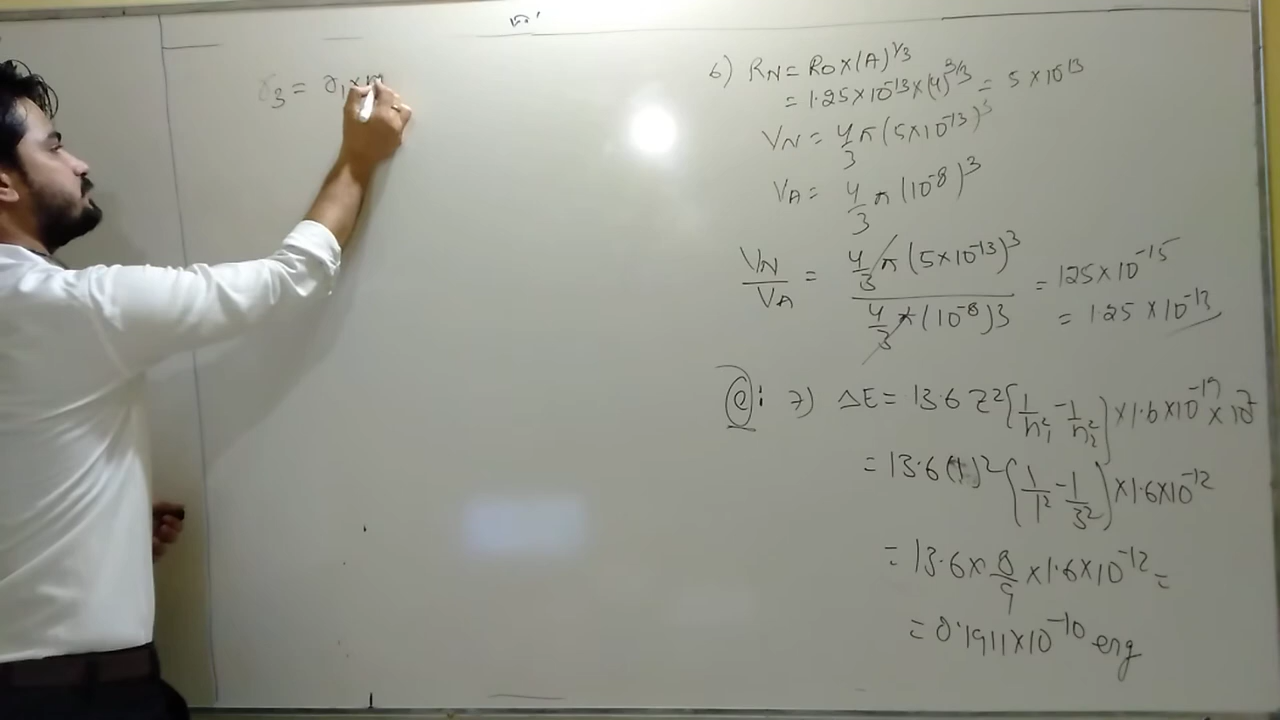 r₃ = r₁ × n
6) RN = R0 × (A)^1/3
= 1.25 × 10^-13 × (4)^3/3 = 5 × 10^-13
VN = 4/3 π (5 × 10^-13)^3
VA = 4/3 π (10^-8)^3
VN/VA = 4/3 π (5 × 10^-13)^3 / 4/3 π (10^-8)3 = 125 × 10^-15
= 1.25 × 10^-13
(e): 7) ΔE = 13.6 Z^2 (1/n₁^2 - 1/n₂^2) × 1.6 × 10^-19 × 10^7
= 13.6 (1)^2 (1/1^2 - 1/3^2) × 1.6 × 10^-12
= 13.6 × 8/9 × 1.6 × 10^-12 =
= 0.1911 × 10^-10 erg